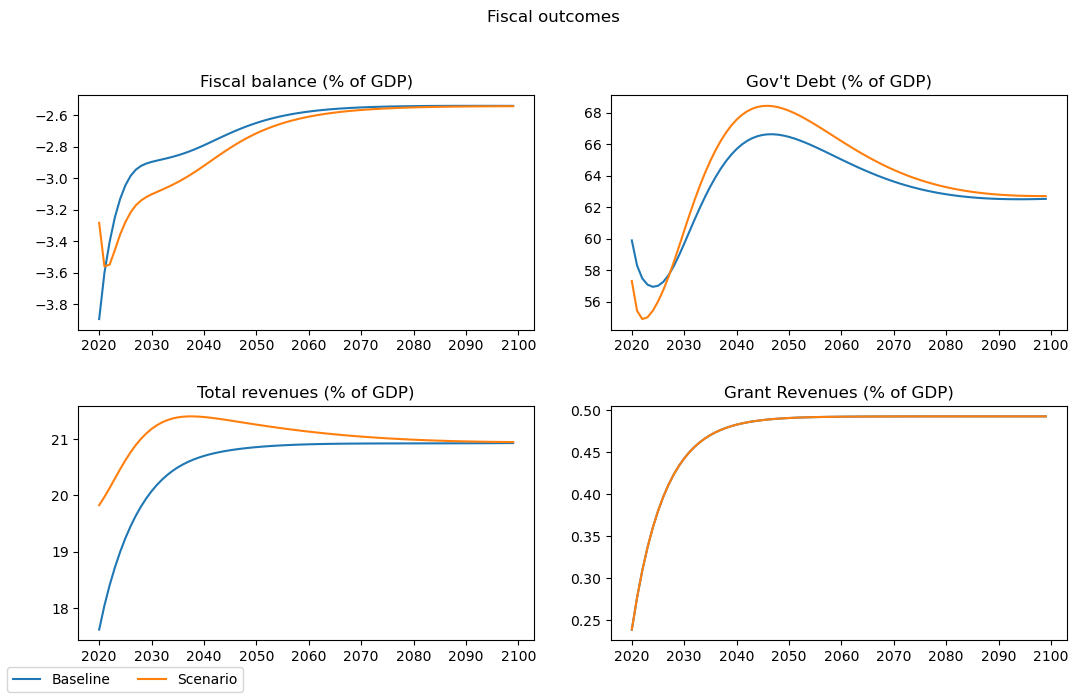 Fiscal outcomes
Fiscal balance (% of GDP)
−2.6
−2.8
−3.0
−3.2
−3.4
−3.6
−3.8
2020 2030 2040 2050 2060 2070 2080 2090 2100
Gov't Debt (% of GDP)
68
66
64
62
60
58
56
2020 2030 2040 2050 2060 2070 2080 2090 2100
Total revenues (% of GDP)
21
20
19
18
2020 2030 2040 2050 2060 2070 2080 2090 2100
Grant Revenues (% of GDP)
0.50
0.45
0.40
0.35
0.30
0.25
2020 2030 2040 2050 2060 2070 2080 2090 2100
Baseline Scenario